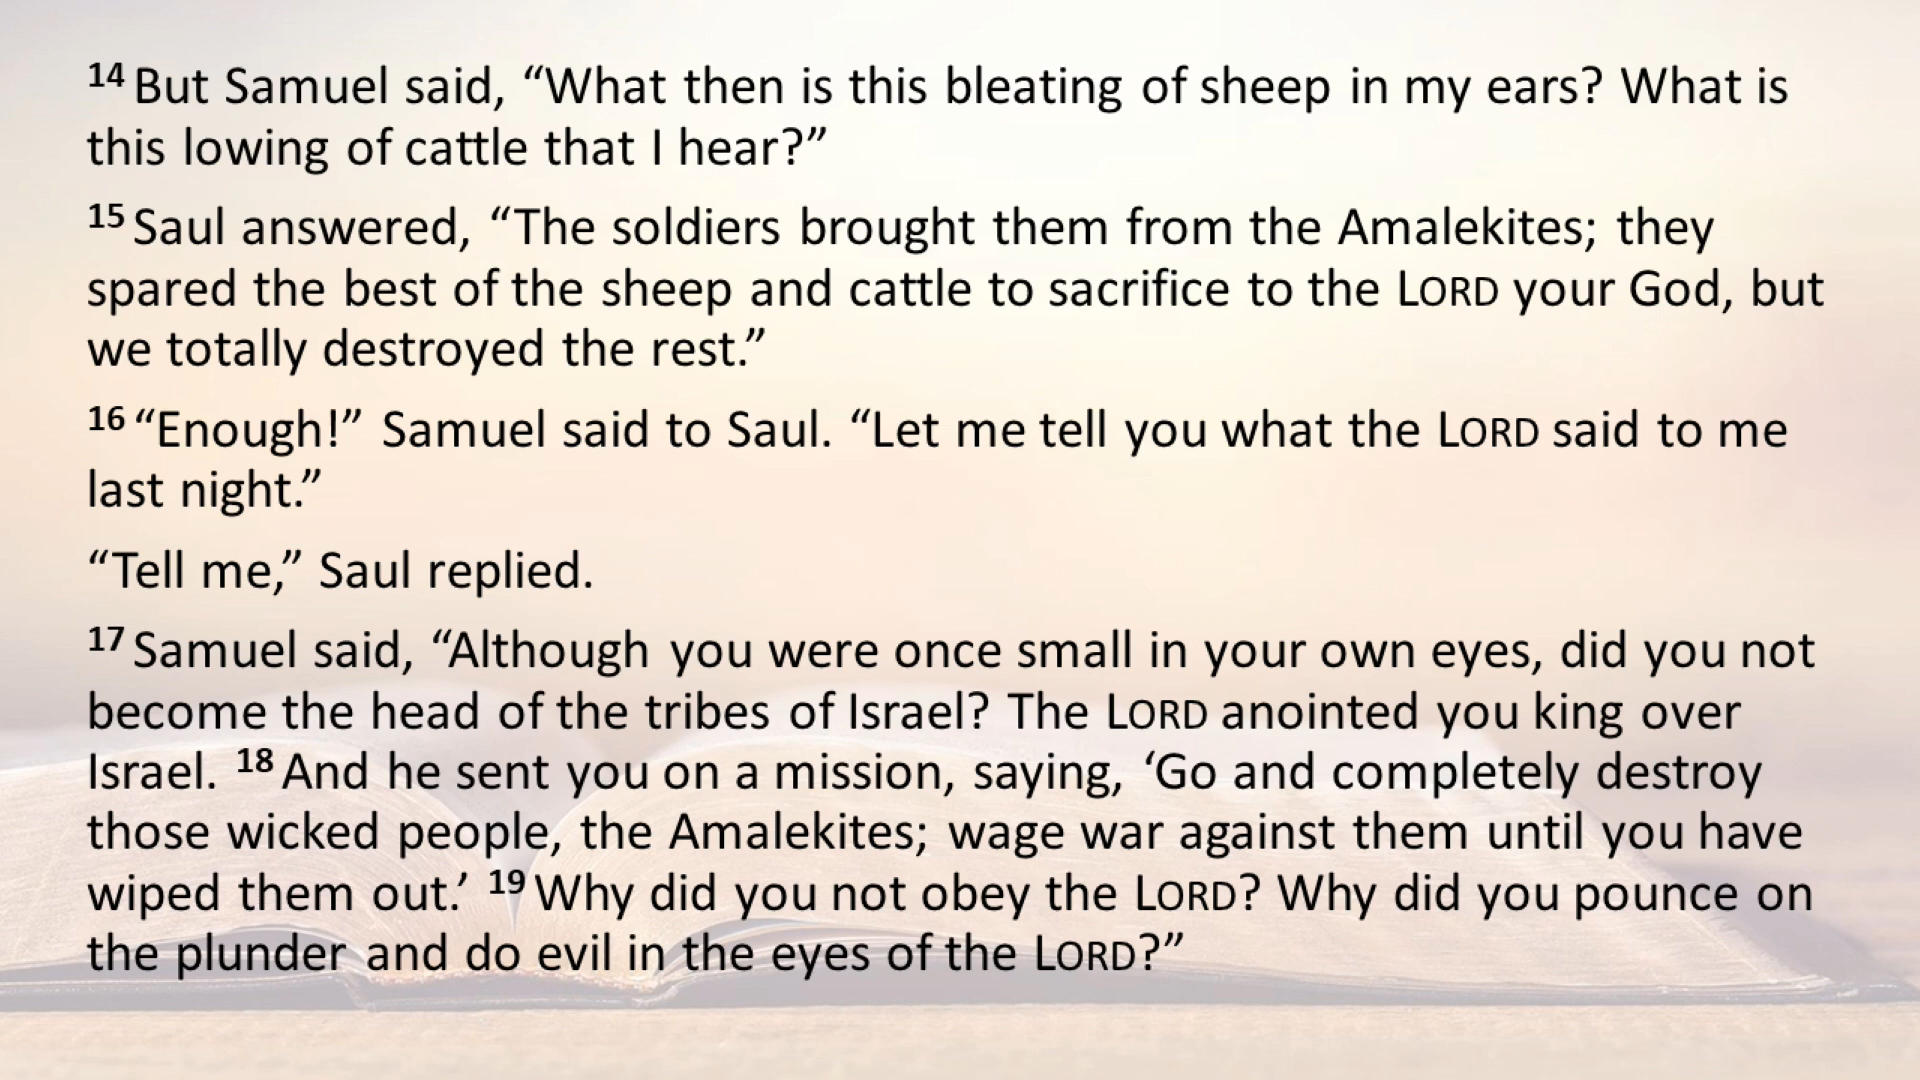 14 But Samuel said, “What then is this bleating of sheep in my ears? What is
this lowing of cattle that I hear?”
15 Saul answered, “The soldiers brought them from the Amalekites; they
spared the best of the sheep and cattle to sacrifice to the LORD your God, but
we totally destroyed the rest.”
16 “Enough!” Samuel said to Saul. “Let me tell you what the LORD said to me
last night.”
“Tell me,” Saul replied.
17 Samuel said, “Although you were once small in your own eyes, did you not
become the head of the tribes of Israel? The LORD anointed you king over
Israel. 18 And he sent you on a mission, saying, ‘Go and completely destroy
those wicked people, the Amalekites; wage war against them until you have
wiped them out.’ 19 Why did you not obey the LORD? Why did you pounce on
the plunder and do evil in the eyes of the LORD?”